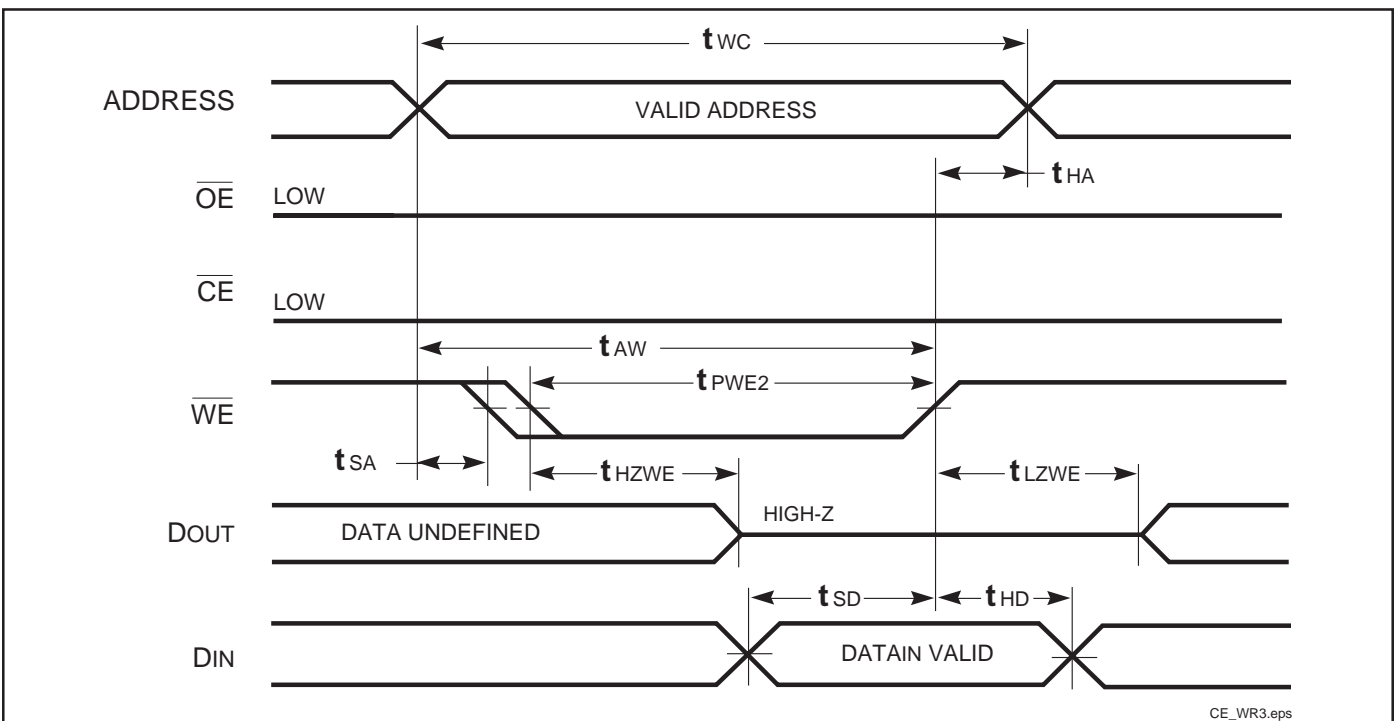 tWC
ADDRESS
VALID ADDRESS
tHA
OE
LOW
CE
LOW
tAW
tPWE2
WE
tSA
tHZWE
tLZWE
DOUT
DATA UNDEFINED
HIGH-Z
tSD
tHD
DIN
DATAIN VALID
CE_WR3.eps